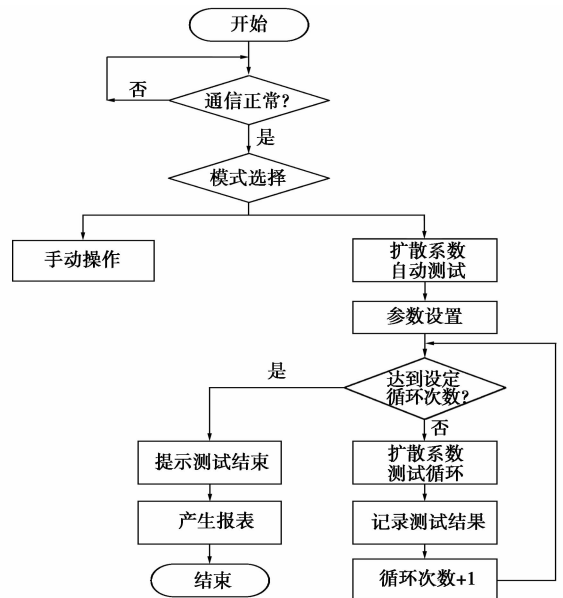 开始
否
通信正常?
是
模式选择
手动操作
扩散系数
自动测试
参数设置
是
达到设定
循环次数?
否
提示测试结束
扩散系数
测试循环
产生报表
记录测试结果
结束
循环次数+1